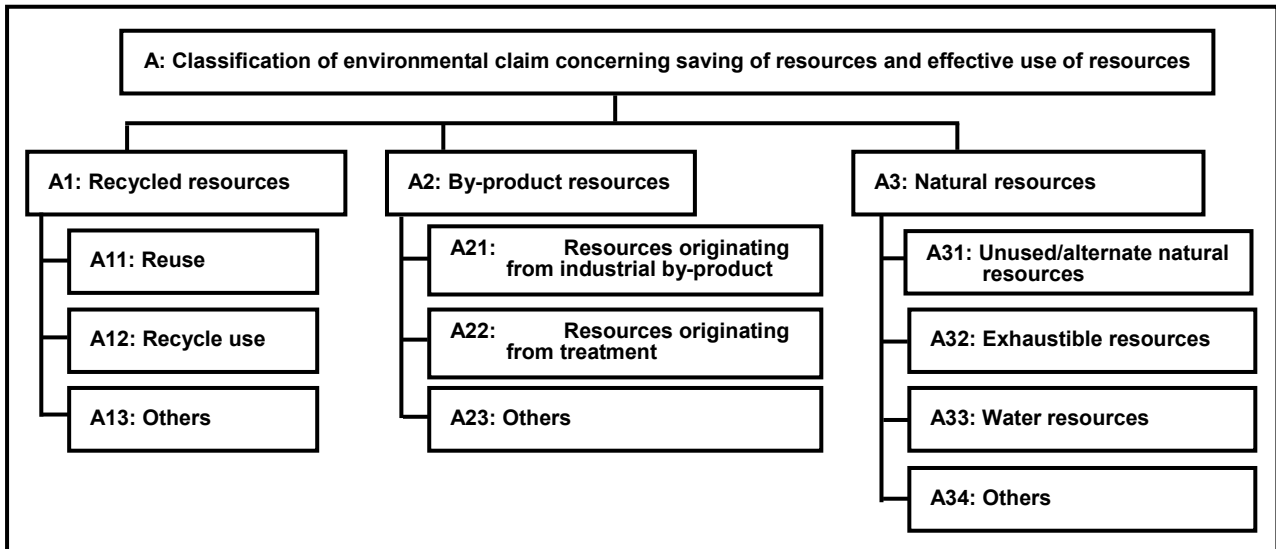 A: Classification of environmental claim concerning saving of resources and effective use of resources
A1: Recycled resources
A11: Reuse
A12: Recycle use
A13: Others
A2: By-product resources
A21: Resources originating
from industrial by-product
A22: Resources originating
from treatment
A23: Others
A3: Natural resources
A31: Unused/alternate natural
resources
A32: Exhaustible resources
A33: Water resources
A34: Others